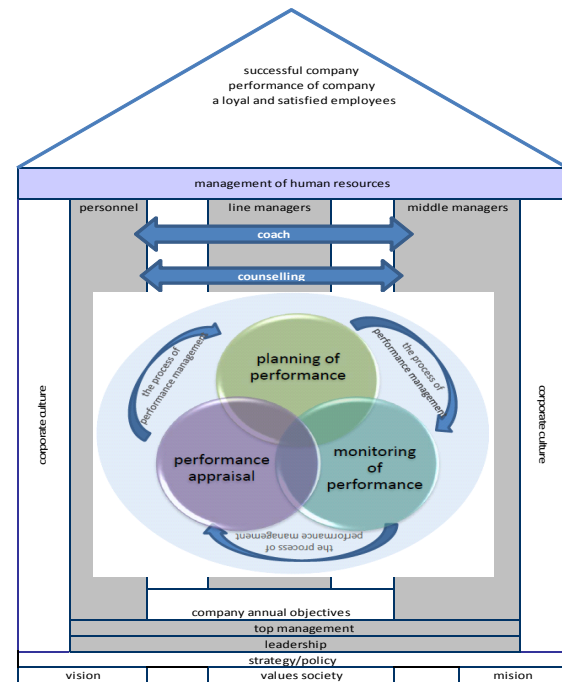 successful company
performance of company
a loyal and satisfied employees
management of human resources
personnel
line managers
middle managers
coach
counselling
the process of
performance management
the process of
performance management
planning of
performance
performance
appraisal
monitoring
of
performance
the process of
performance management
corporate culture
corporate culture
company annual objectives
top management
leadership
strategy/policy
vision
values society
mision